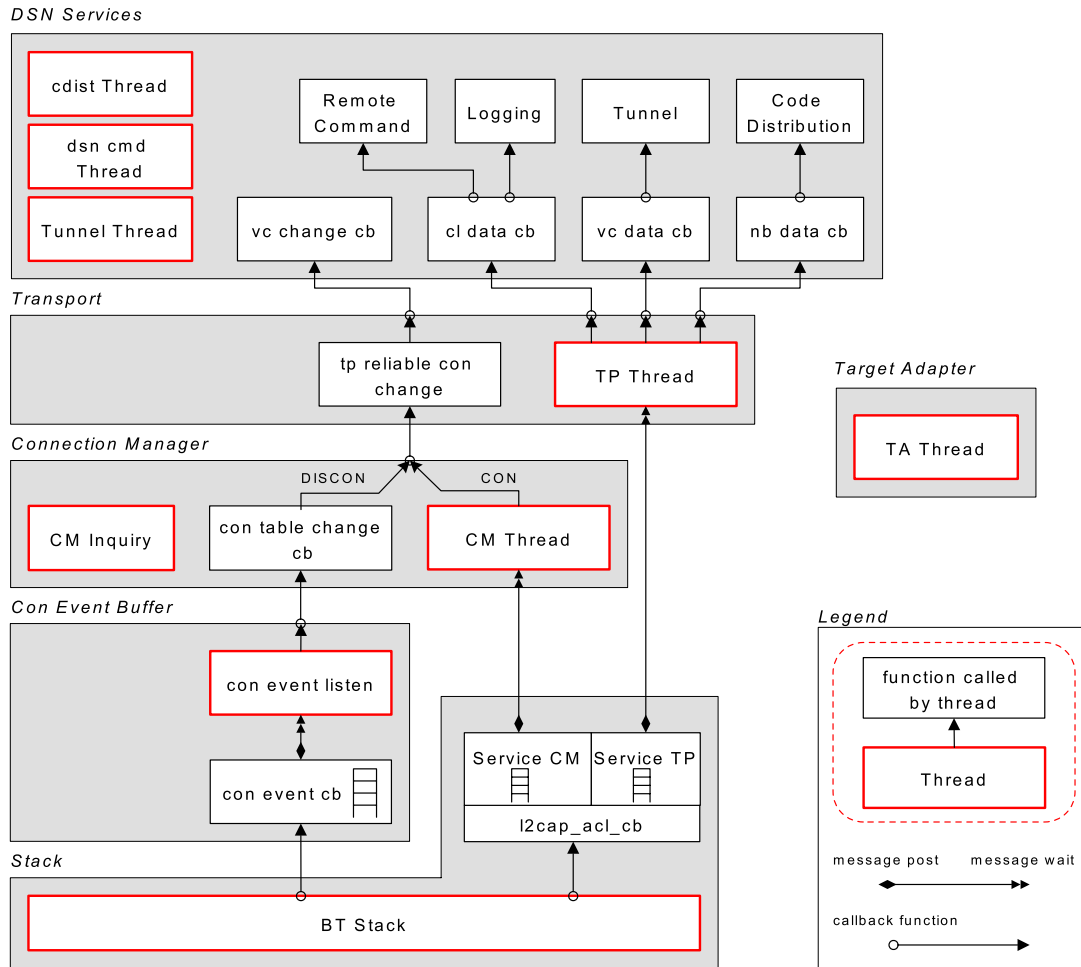 DSN Services
cdist Thread
dsn cmd
Thread
Tunnel Thread
Remote
Command
Logging
Tunnel
Code
Distribution
vc change cb
cl data cb
vc data cb
nb data cb
Transport
tp reliable con
change
TP Thread
Target Adapter
TA Thread
Connection Manager
DISCON
CON
CM Inquiry
con table change
cb
CM Thread
Con Event Buffer
con event listen
con event cb
Service CM
Service TP
l2cap_acl_cb
Stack
BT Stack
Legend
function called
by thread
Thread
message post
message wait
callback function